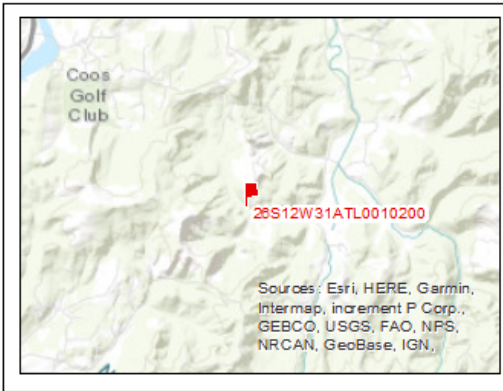 Coos
Golf
Club
26S12W31ATL0010200
Sources: Esri, HERE, Garmin,
Intermap, increment P Corp.,
GEBCO, USGS, FAO, NPS,
NRCAN, GeoBase, IGN,